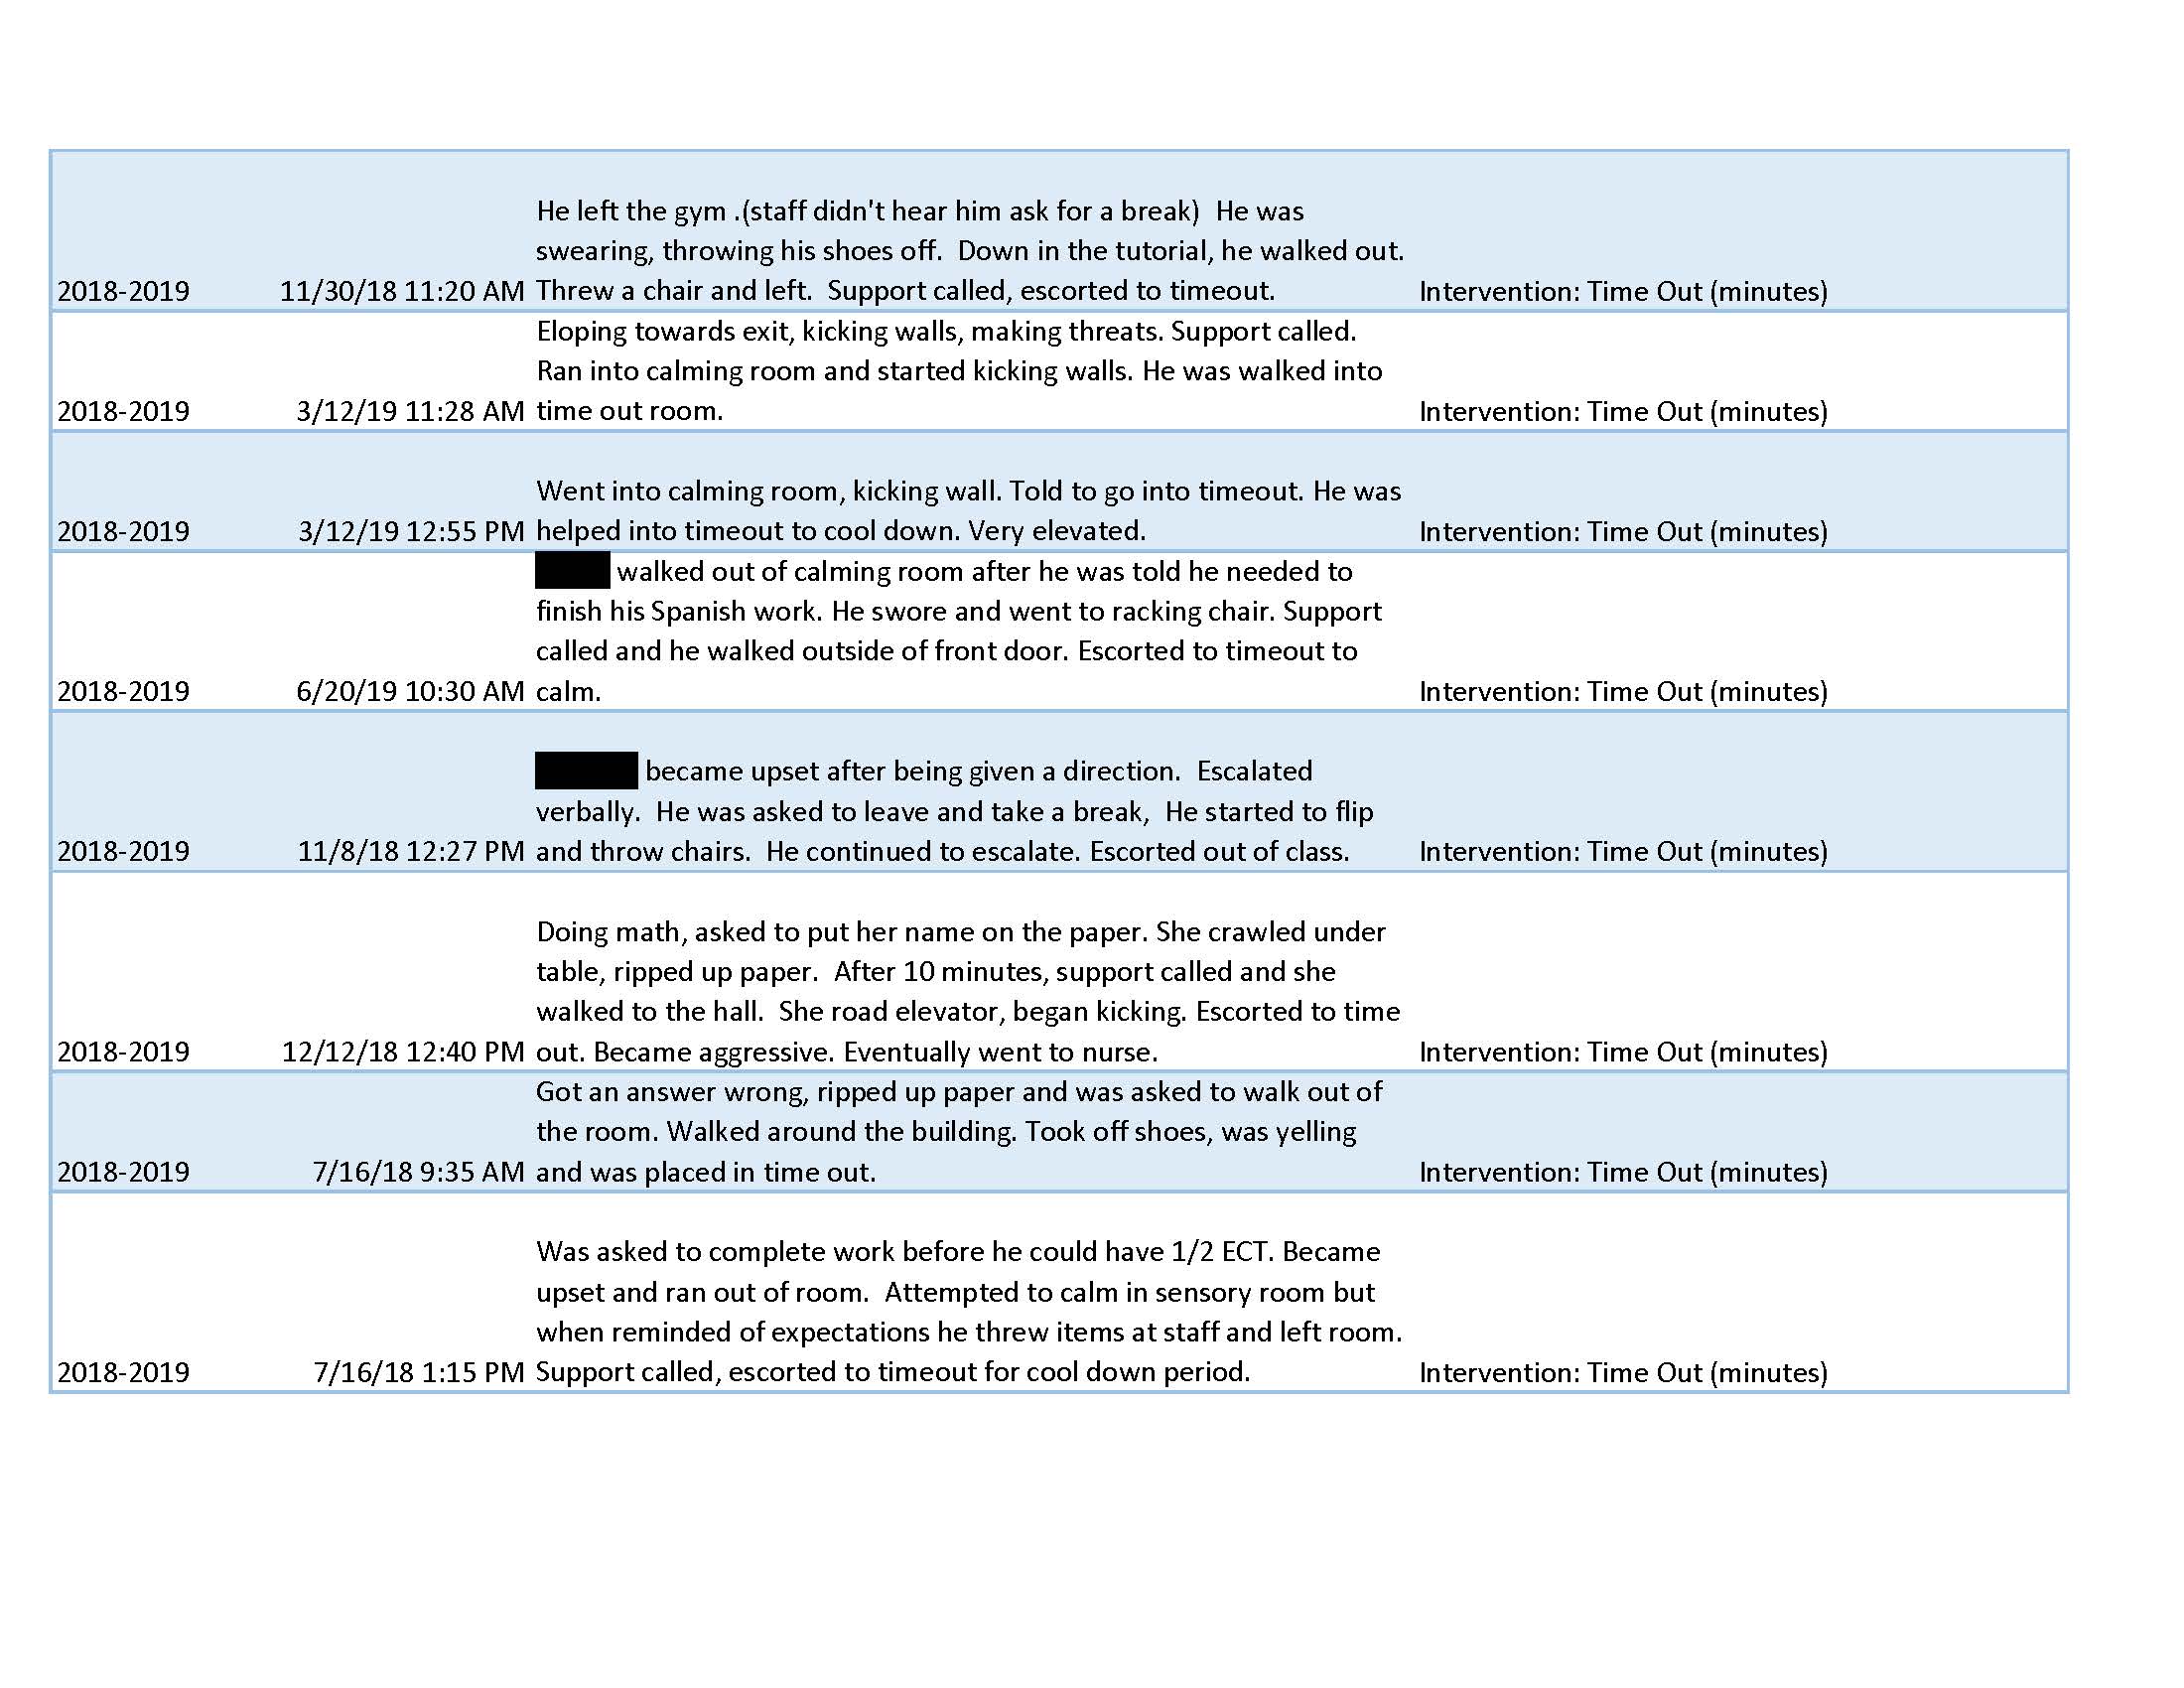 He left the gym .(staff didn't hear him ask for a break)  He was
swearing, throwing his shoes off.  Down in the tutorial, he walked out.
2018-2019 11/30/18 11:20 AM Threw a chair and left.  Support called, escorted to timeout. Intervention: Time Out (minutes)
Eloping towards exit, kicking walls, making threats. Support called.
Ran into calming room and started kicking walls. He was walked into
2018-2019 3/12/19 11:28 AM time out room. Intervention: Time Out (minutes)
Went into calming room, kicking wall. Told to go into timeout. He was
2018-2019 3/12/19 12:55 PM helped into timeout to cool down. Very elevated. Intervention: Time Out (minutes)
walked out of calming room after he was told he needed to
finish his Spanish work. He swore and went to racking chair. Support
called and he walked outside of front door. Escorted to timeout to
2018-2019 6/20/19 10:30 AM calm. Intervention: Time Out (minutes)
became upset after being given a direction.  Escalated
verbally.  He was asked to leave and take a break,  He started to flip
2018-2019 11/8/18 12:27 PM and throw chairs.  He continued to escalate. Escorted out of class. Intervention: Time Out (minutes)
Doing math, asked to put her name on the paper. She crawled under
table, ripped up paper.  After 10 minutes, support called and she
walked to the hall.  She road elevator, began kicking. Escorted to time
2018-2019 12/12/18 12:40 PM out. Became aggressive. Eventually went to nurse. Intervention: Time Out (minutes)
Got an answer wrong, ripped up paper and was asked to walk out of
the room. Walked around the building. Took off shoes, was yelling
2018-2019 7/16/18 9:35 AM and was placed in time out. Intervention: Time Out (minutes)
Was asked to complete work before he could have 1/2 ECT. Became
upset and ran out of room.  Attempted to calm in sensory room but
when reminded of expectations he threw items at staff and left room.
2018-2019 7/16/18 1:15 PM Support called, escorted to timeout for cool down period. Intervention: Time Out (minutes)